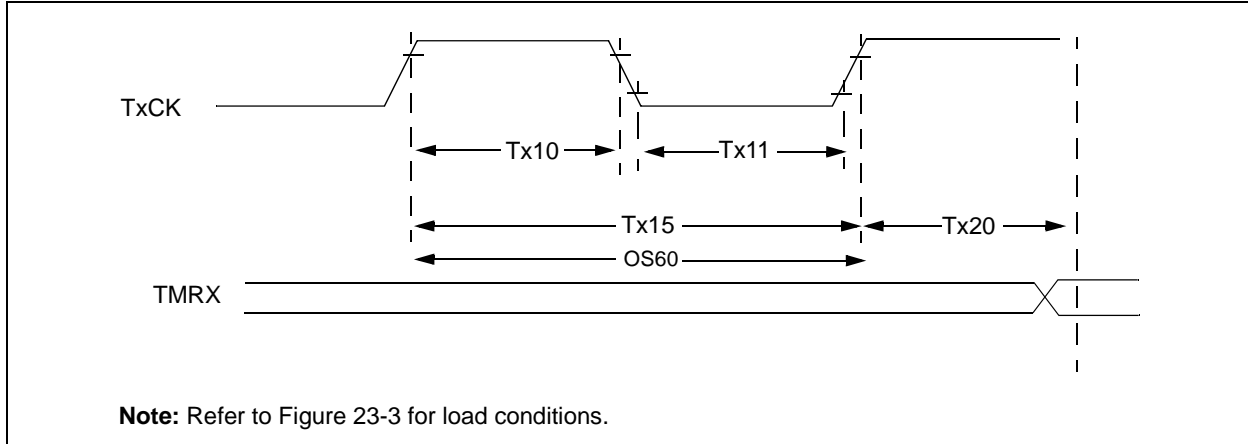 TxCK
Tx10
Tx11
Tx15
Tx20
OS60
TMRX
Note: Refer to Figure 23-3 for load conditions.